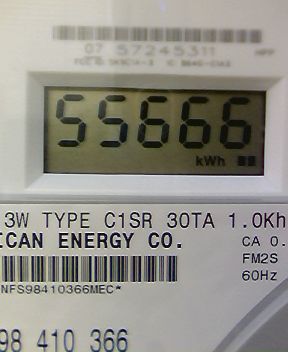 07 57245311
55666
kWh
3W TYPE C1SR 30TA 1.0Kh
ICAN ENERGY CO.
CA 0.
FM2S
60Hz
NFS98410366MEC*
98 410 366